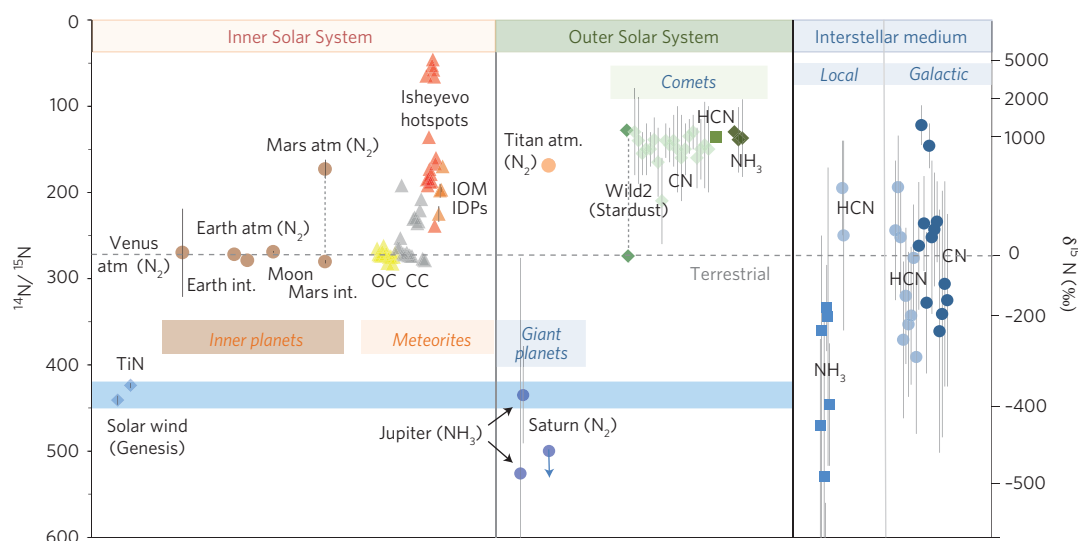 0
100
200
300
400
500
600
¹⁴N/ ¹⁵N
Inner Solar System
Outer Solar System
Interstellar medium
Local
Galactic
5000
2000
1000
0
-200
-400
-500
δ¹⁵N (‰)
Isheyevo
hotspots
Mars atm (N₂)
IOM
IDPs
Earth atm (N₂)
Venus
atm (N₂)
Earth int.
Moon
Mars int.
OC
CC
Inner planets
Meteorites
Giant
planets
TiN
Solar wind
(Genesis)
Jupiter (NH₃)
Saturn (N₂)
Titan atm.
(N₂)
Comets
HCN
NH₃
CN
Wild2
(Stardust)
Terrestrial
HCN
NH₃
HCN
CN